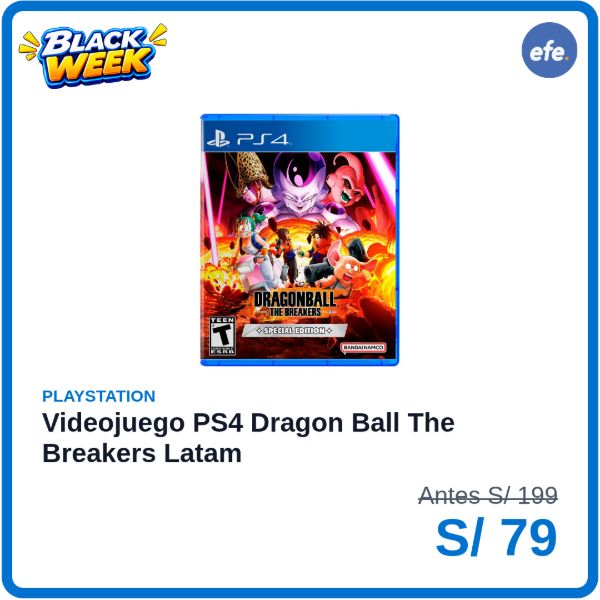 BLACK
WEEK
efe.
PS4
DRAGONBALL
THE BREAKERS
SPECIAL EDITION
TEEN
T
ESRB
BANDAI NAMCO
PLAYSTATION
Videojuego PS4 Dragon Ball The
Breakers Latam
Antes S/ 199
S/ 79